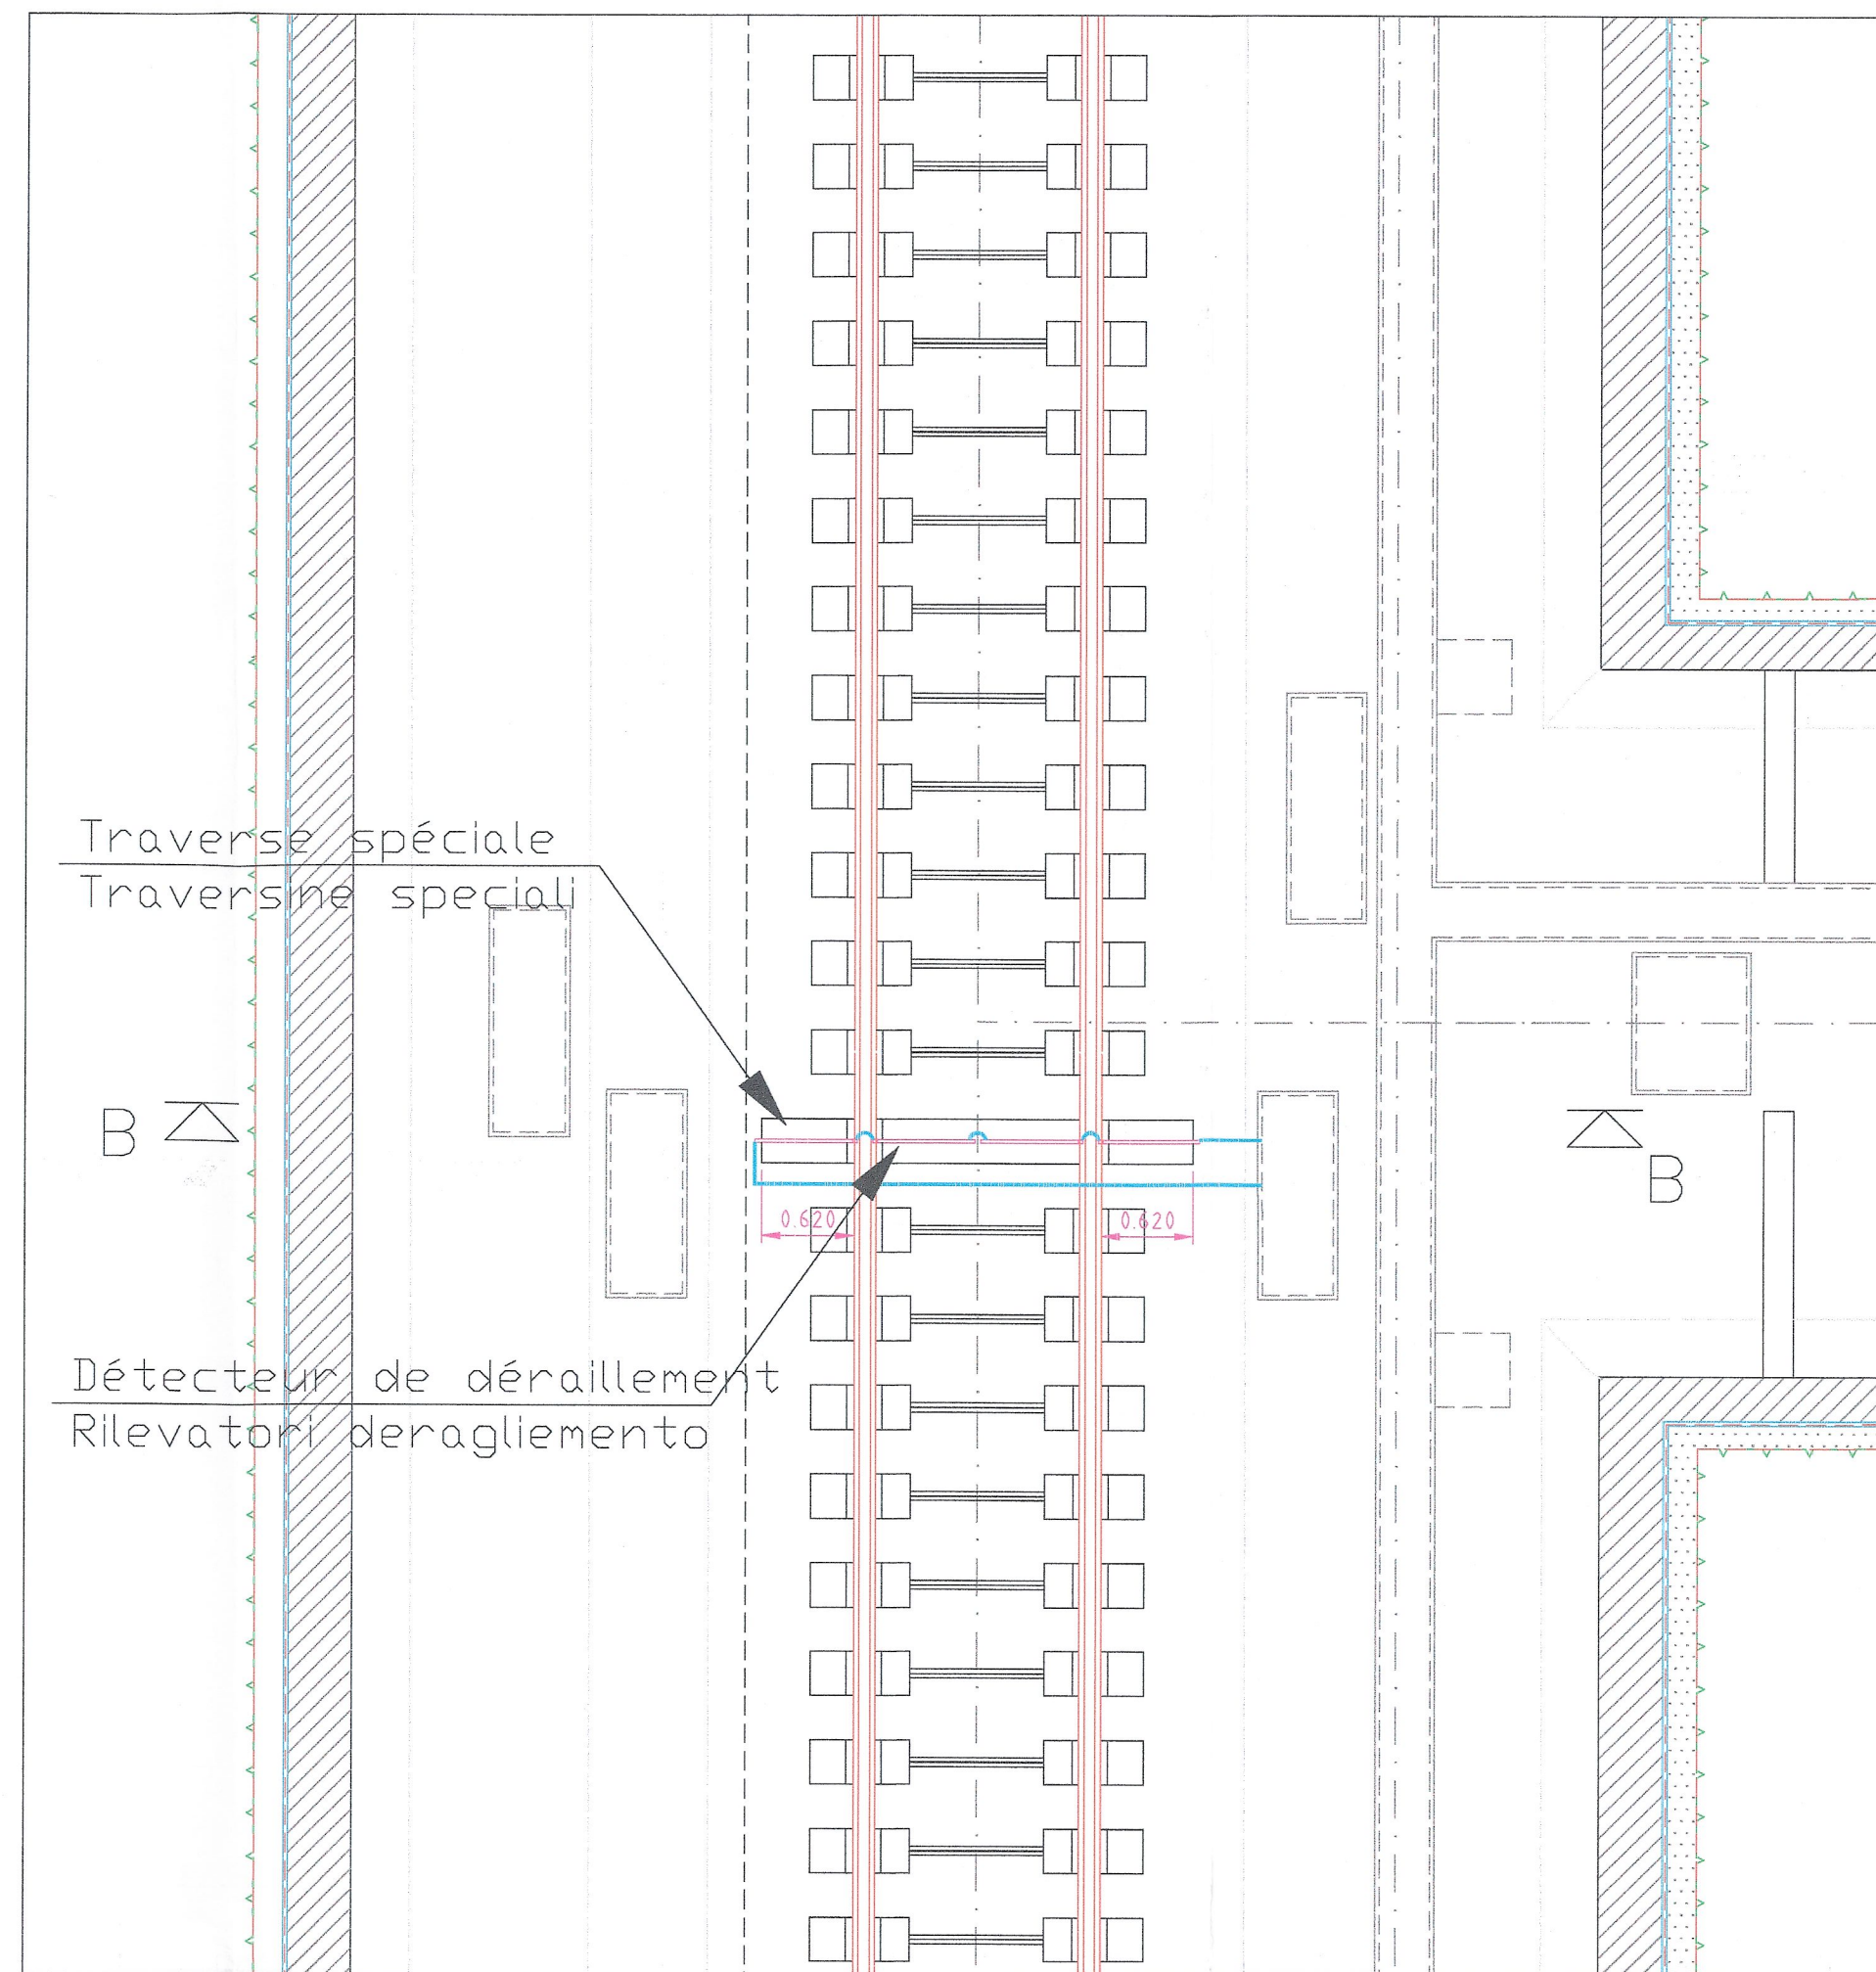 Traverse spéciale
Traversine speciali
B
B
0.620
0.620
Détecteur de déraillement
Rilevatori deragliemento